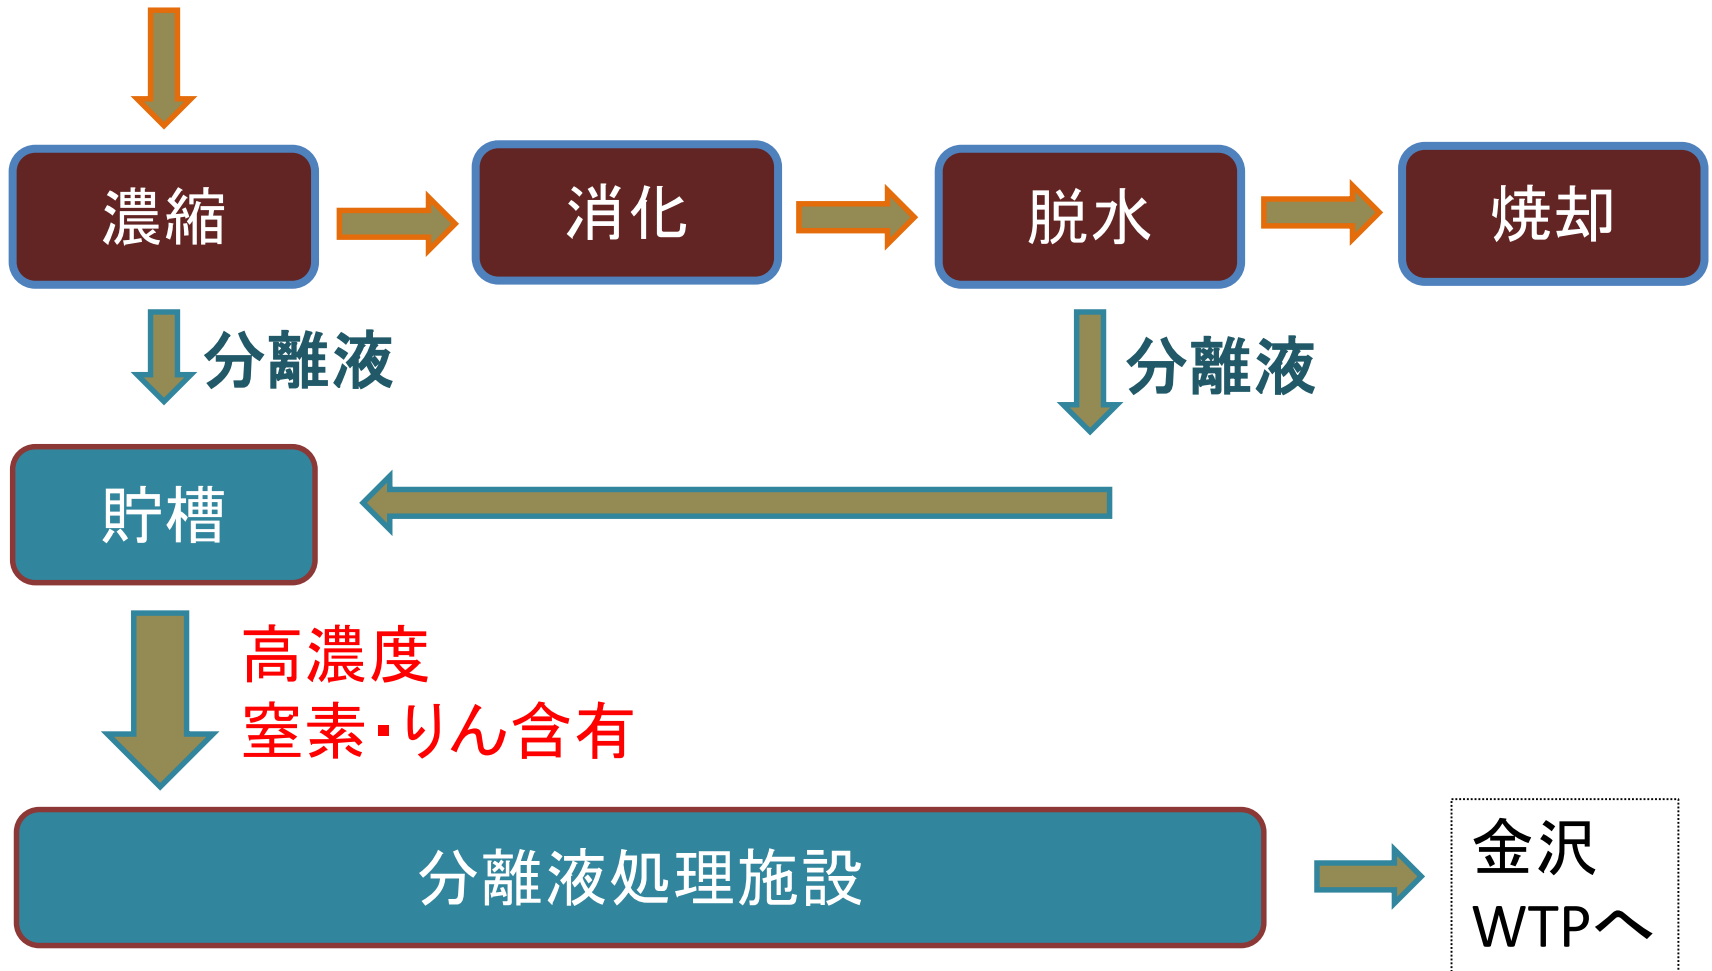 濃縮
消化
脱水
焼却
分離液
分離液
貯槽
高濃度
窒素・りん含有
分離液処理施設
金沢
WTPへ